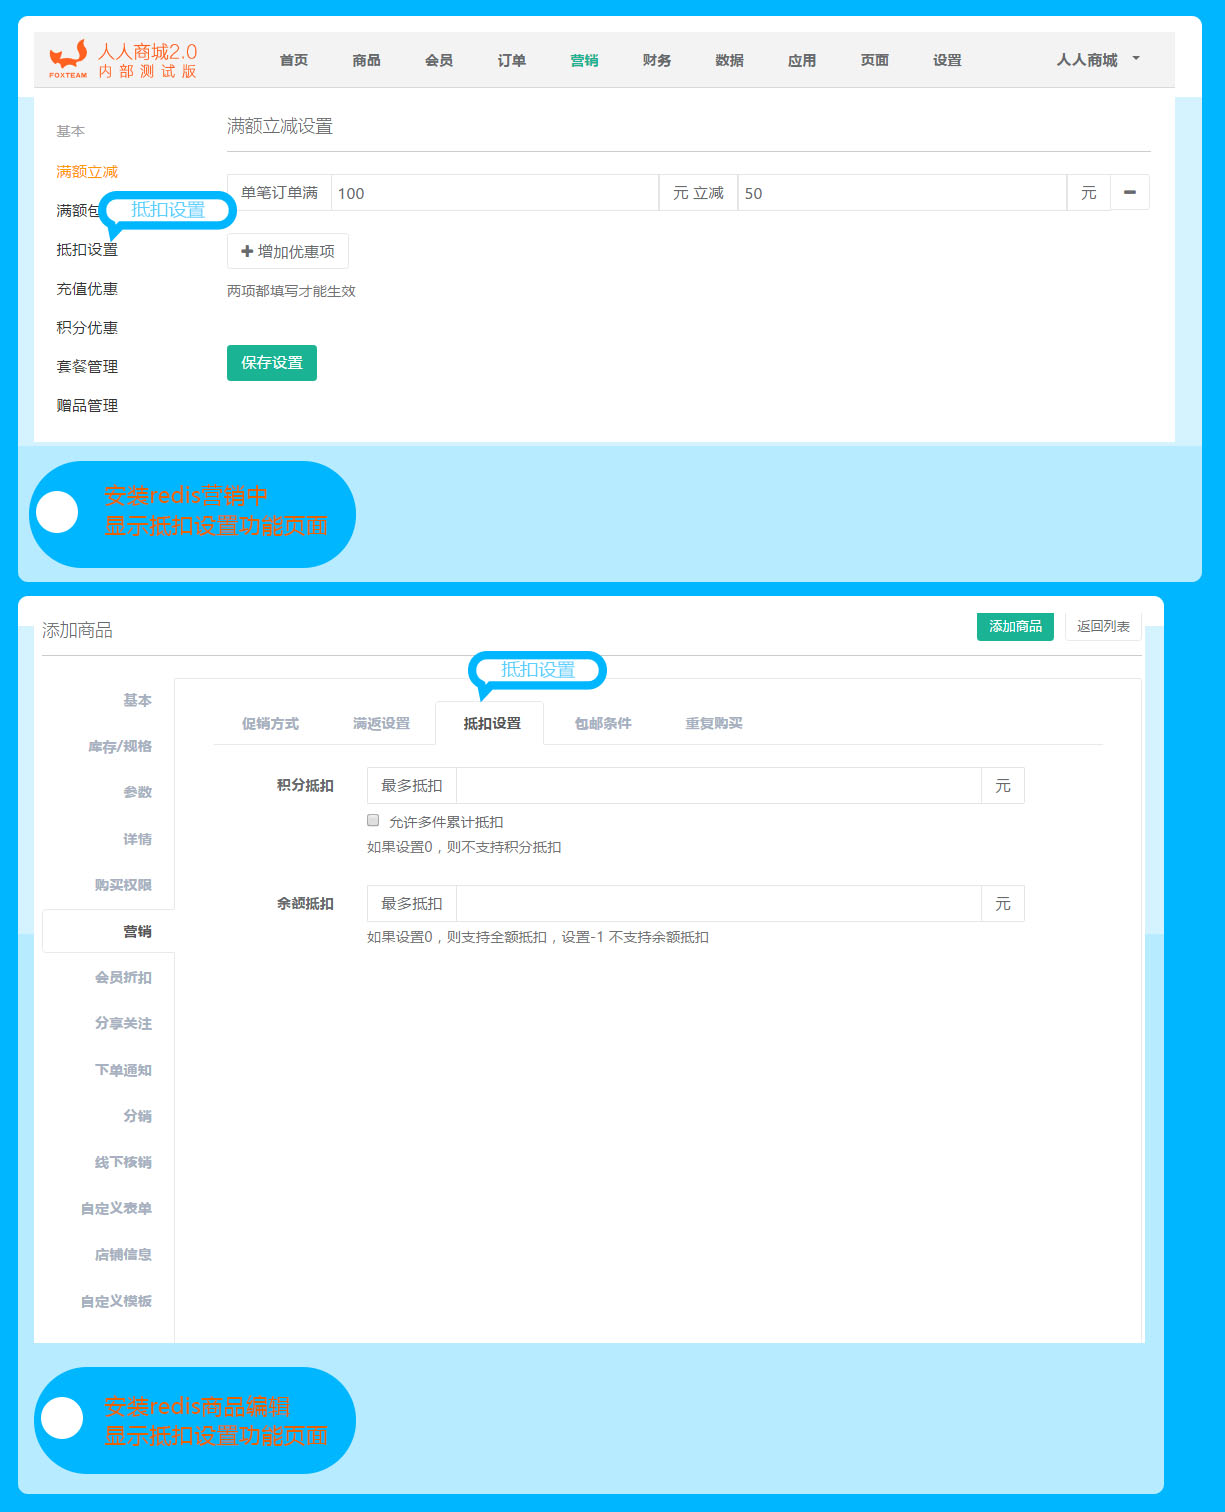 人人商城2.0
内部测试版
FOXTEAM
首页 商品 会员 订单 营销 财务 数据 应用 页面 设置 人人商城
基本
满额立减
满额包
抵扣设置
抵扣设置
充值优惠
积分优惠
套餐管理
赠品管理
满额立减设置
单笔订单满 100 元 立减 50 元
增加优惠项
两项都填写才能生效
保存设置
安装redis营销中
显示抵扣设置功能页面
添加商品
添加商品 返回列表
抵扣设置
基本
库存/规格
参数
详情
购买权限
营销
会员折扣
分享关注
下单通知
分销
线下核销
自定义表单
店铺信息
自定义模板
促销方式 满返设置 抵扣设置 包邮条件 重复购买
积分抵扣 最多抵扣 元
允许多件累计抵扣
如果设置0，则不支持积分抵扣
余额抵扣 最多抵扣 元
如果设置0，则支持全额抵扣，设置-1 不支持余额抵扣
安装redis商品编辑
显示抵扣设置功能页面